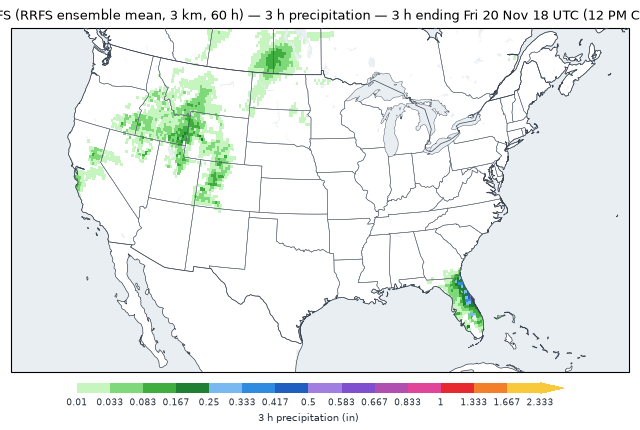 (RRFS ensemble mean, 3 km, 60 h) — 3 h precipitation — 3 h ending Fri 20 Nov 18 UTC (12 PM
0.01 0.033 0.083 0.167 0.25 0.333 0.417 0.5 0.583 0.667 0.833 1 1.333 1.667 2.333
3 h precipitation (in)